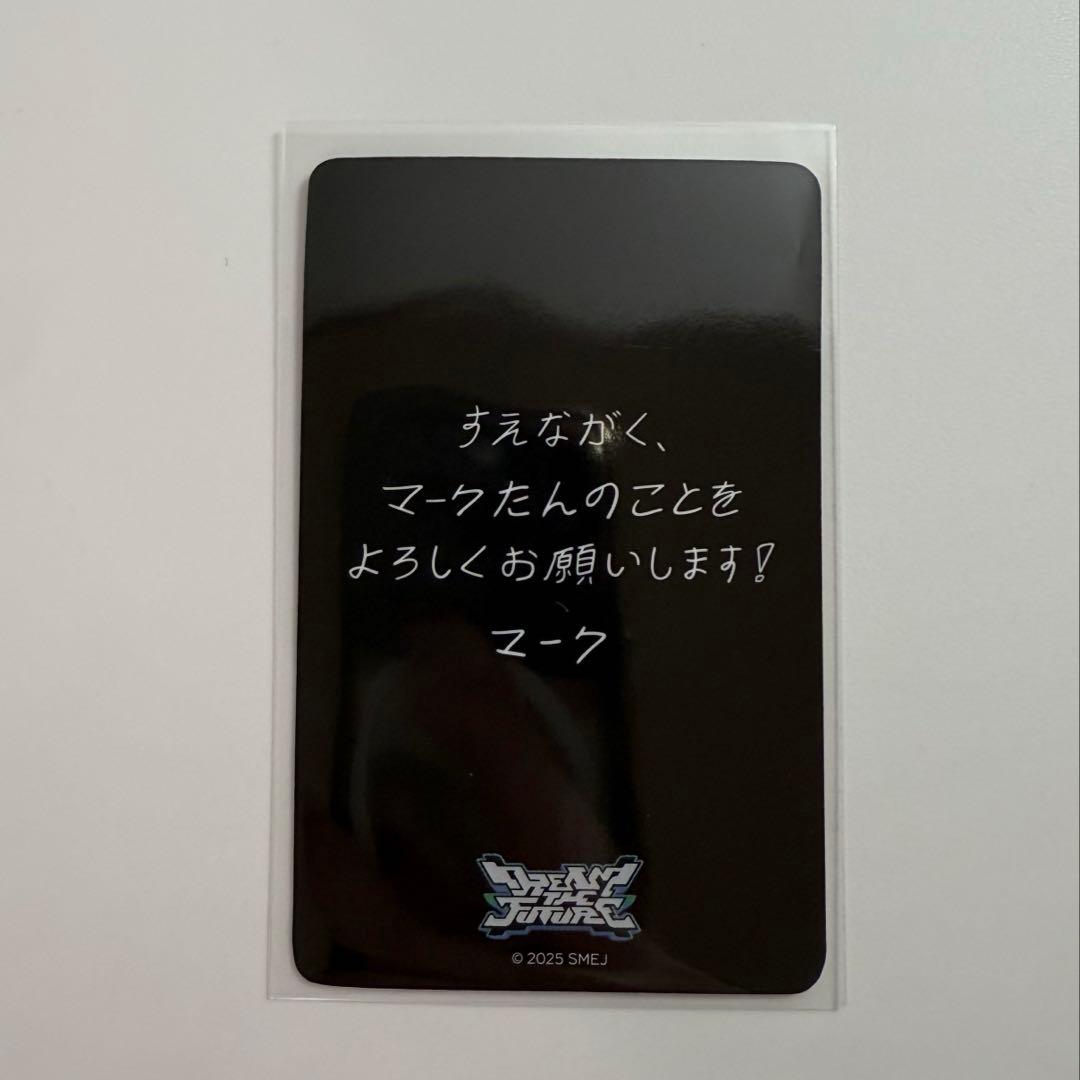 すえながく、
マークたんのことを
よろしくお願いします!
マーク
DREAM
THE
FUTURE
© 2025 SMEJ